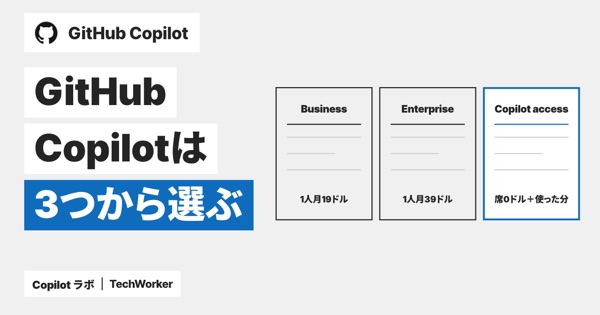 GitHub Copilot
GitHub
Copilotは
3つから選ぶ
Business
1人月19ドル
Enterprise
1人月39ドル
Copilot access
席0ドル＋使った分
Copilot ラボ | TechWorker